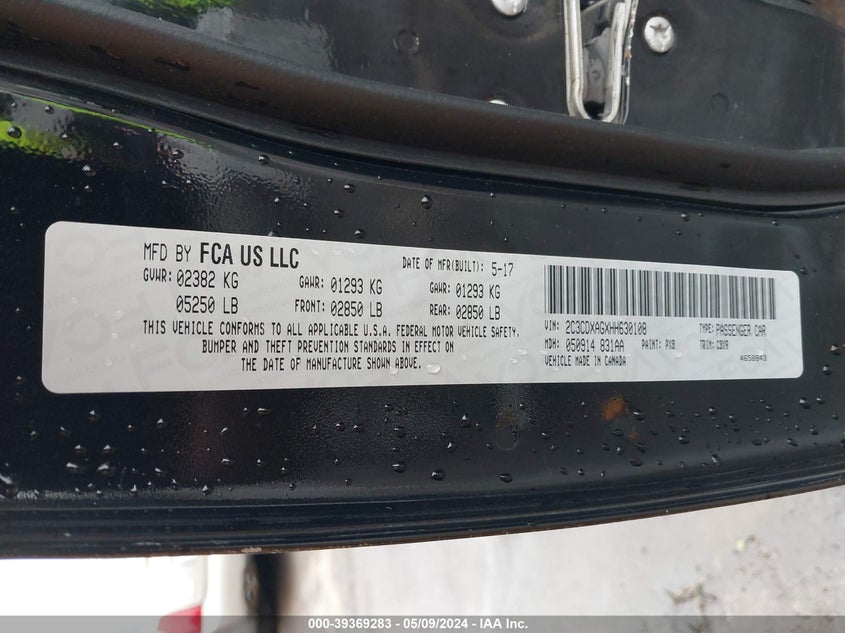 MFD BY FCA US LLC
DATE OF MFR(BUILT): 5-17
GVWR: 02382 KG GAWR: 01293 KG GAWR: 01293 KG
05250 LB FRONT: 02850 LB REAR: 02850 LB
THIS VEHICLE CONFORMS TO ALL APPLICABLE U.S.A. FEDERAL MOTOR VEHICLE SAFETY,
BUMPER AND THEFT PREVENTION STANDARDS IN EFFECT ON
THE DATE OF MANUFACTURE SHOWN ABOVE.
VIN: 2C3CDXAGXHH630108 TYPE: PASSENGER CAR
MDH: 050914 831AA PAINT: PX8 TRIM: CBX9
VEHICLE MADE IN CANADA 4658843
000-39369283 - 05/09/2024 - IAA Inc.